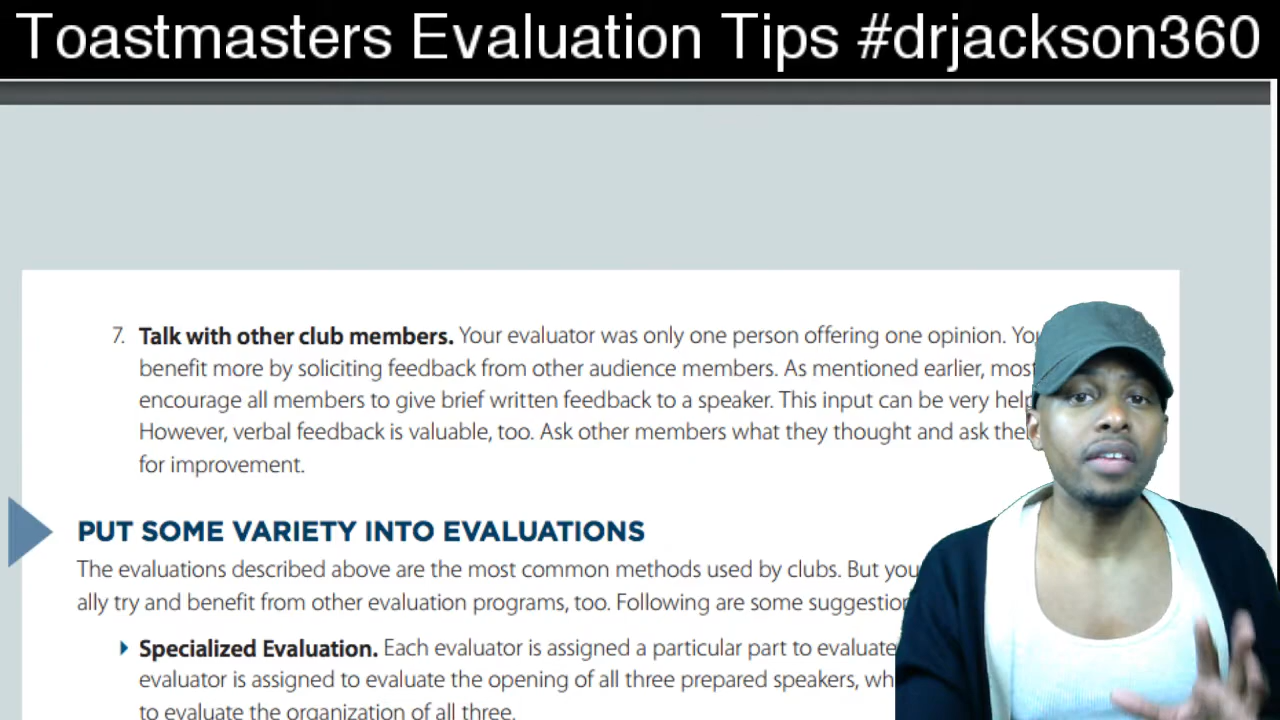 Toastmasters Evaluation Tips #drjackson360
7. Talk with other club members. Your evaluator was only one person offering one opinion.
benefit more by soliciting feedback from other audience members. As mentioned earlier, most
encourage all members to give brief written feedback to a speaker. This input can be very
However, verbal feedback is valuable, too. Ask other members what they thought and ask
for improvement.
PUT SOME VARIETY INTO EVALUATIONS
The evaluations described above are the most common methods used by clubs. But you
ally try and benefit from other evaluation programs, too. Following are some
Specialized Evaluation. Each evaluator is assigned a particular part to evaluate
evaluator is assigned to evaluate the opening of all three prepared speakers,
to evaluate the organization of all three.